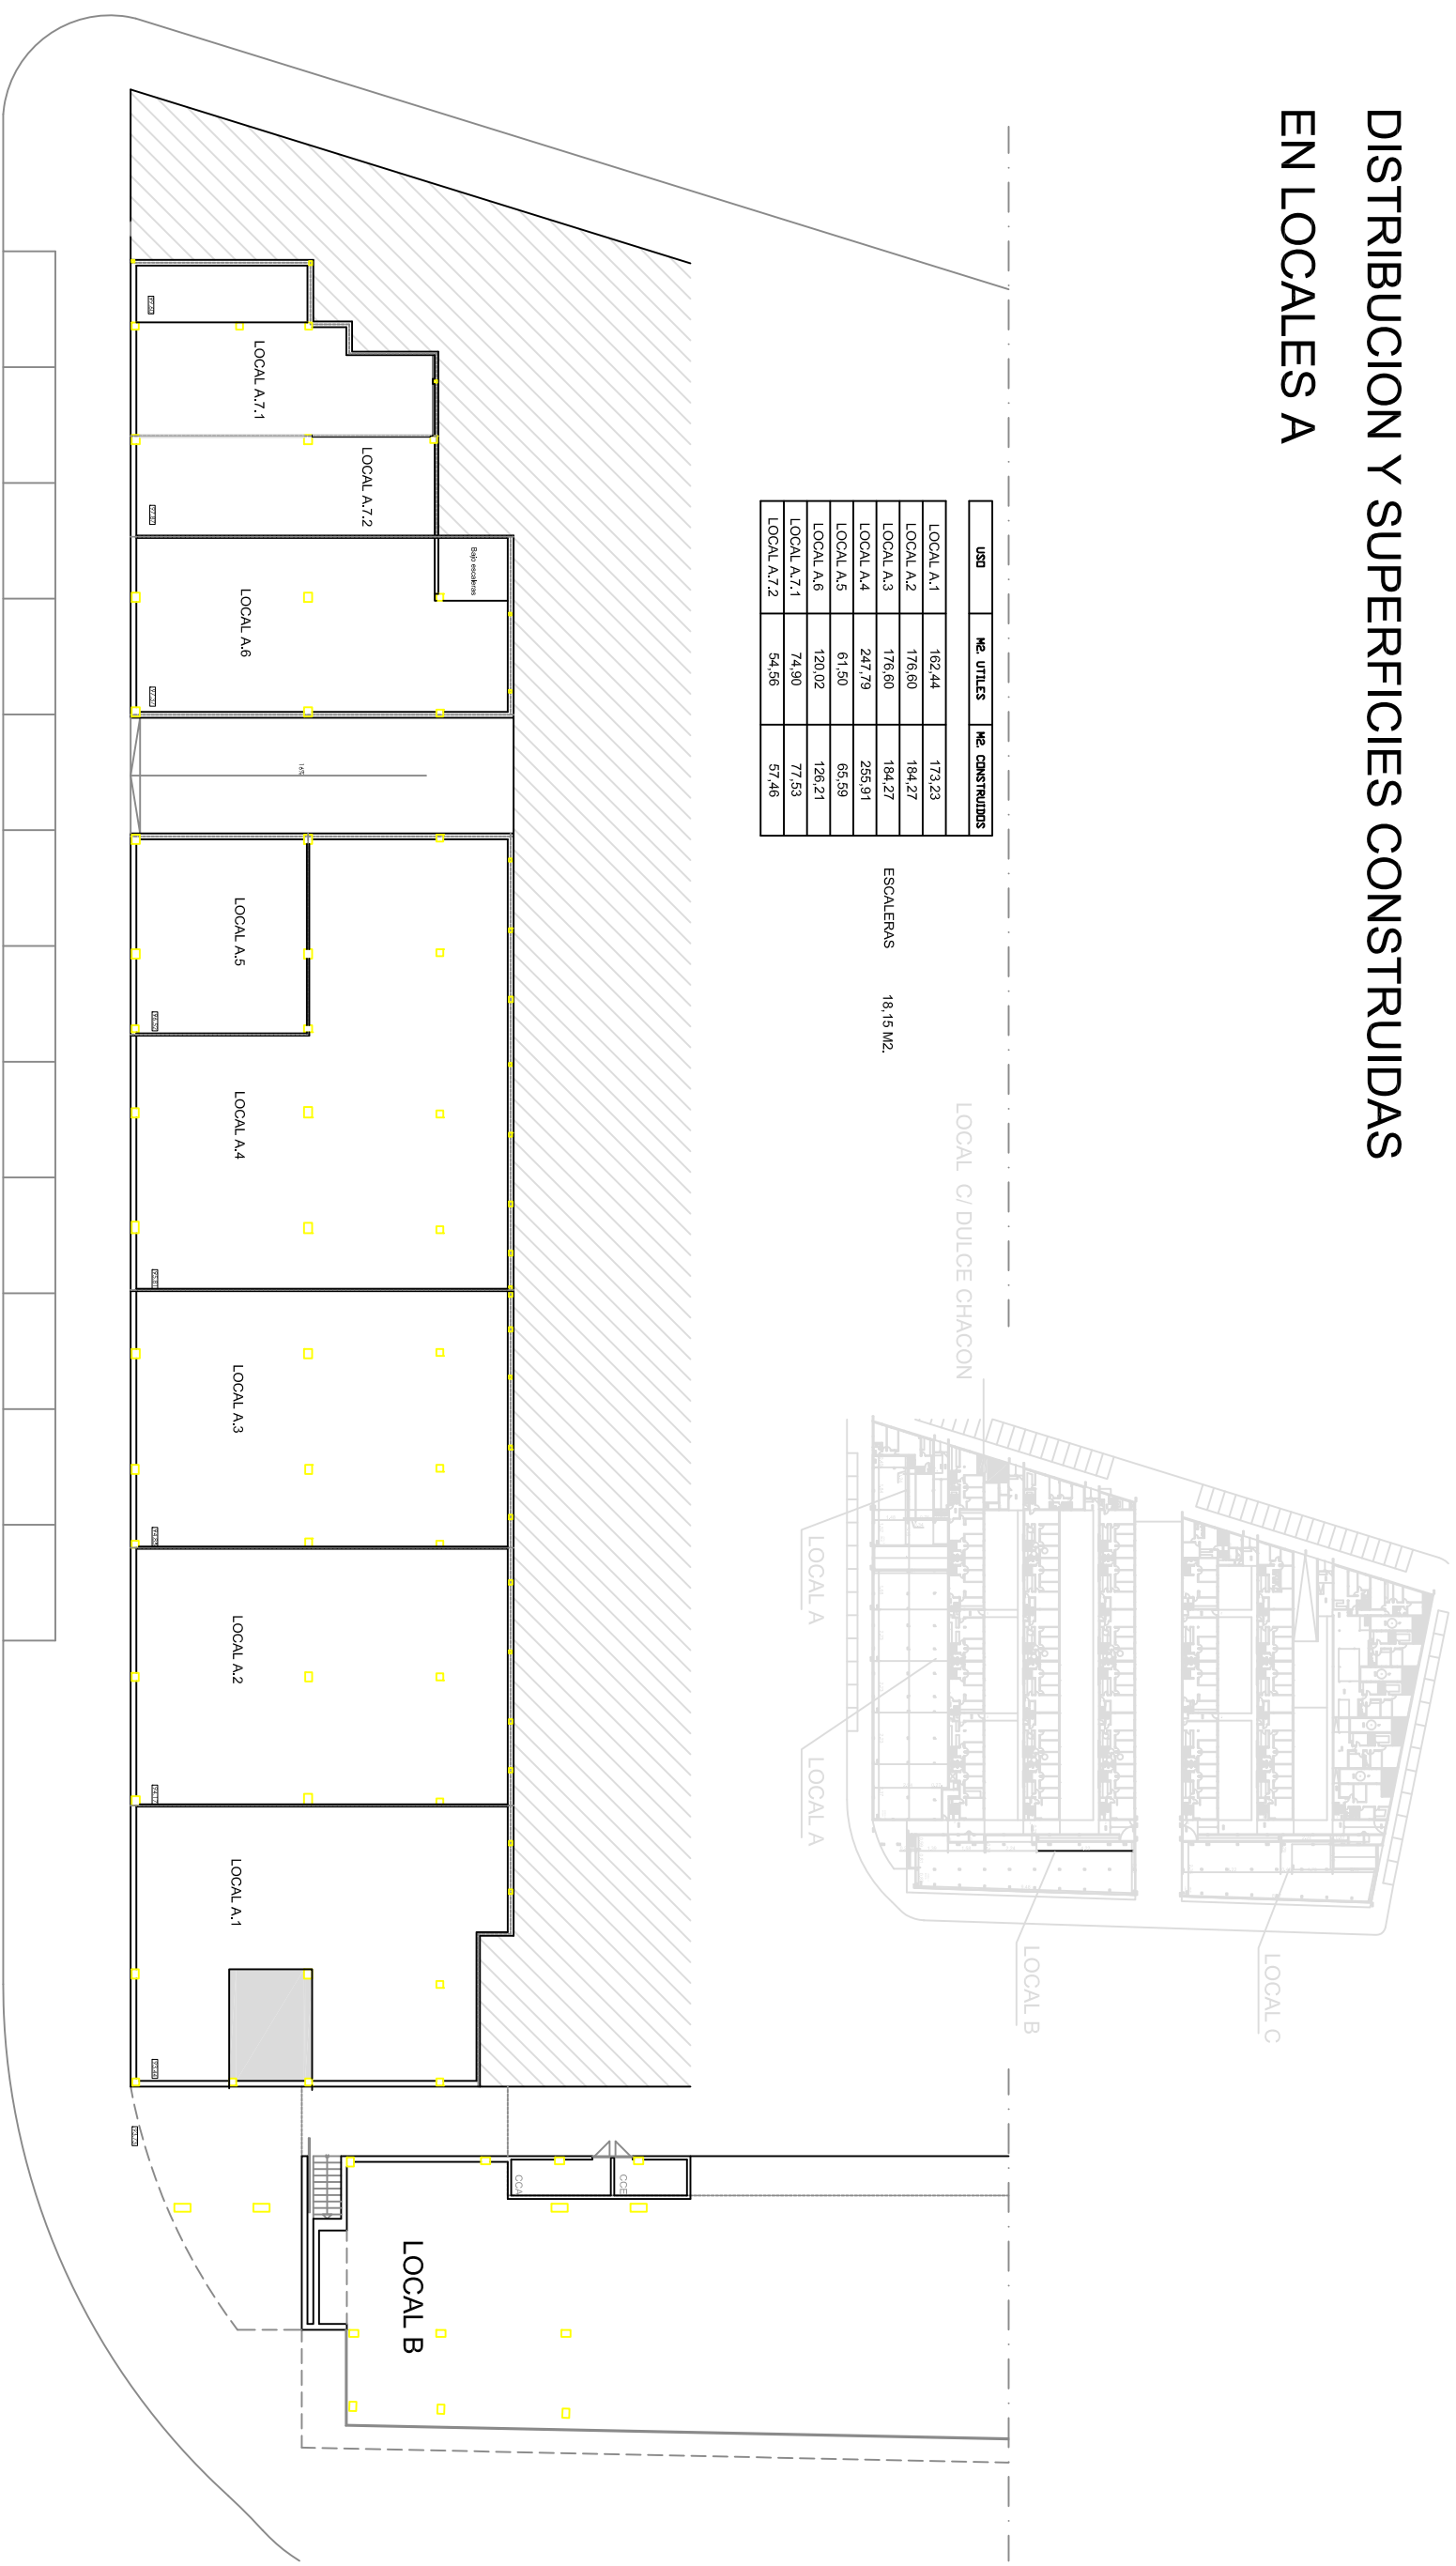 DISTRIBUCION Y SUPERFICIES CONSTRUIDAS
EN LOCALES A
USO M2. UTILES M2. CONSTRUIDOS
LOCAL A.1 162,44 173,23
LOCAL A.2 176,60 184,27
LOCAL A.3 176,60 184,27
LOCAL A.4 247,79 255,91
LOCAL A.5 61,50 65,59
LOCAL A.6 120,02 126,21
LOCAL A.7.1 74,90 77,53
LOCAL A.7.2 54,56 57,46
ESCALERAS 18,15 M2.
LOCAL C/ DULCE CHACON
LOCAL A
LOCAL A
LOCAL B
LOCAL C
Bajo escaleras
LOCAL A.7.1
LOCAL A.7.2
LOCAL A.6
16%
LOCAL A.5
LOCAL A.4
LOCAL A.3
LOCAL A.2
LOCAL A.1
CCA
CCE
LOCAL B